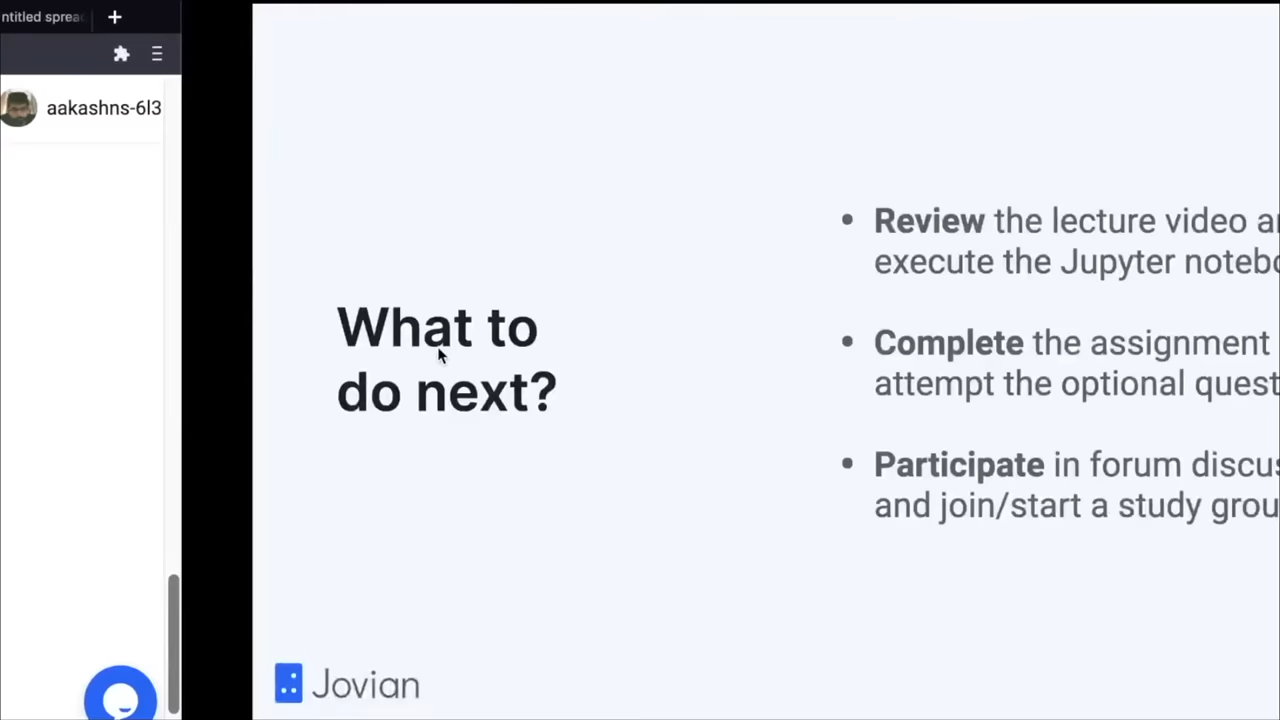 ntitled sprea
aakashns-6l3
What to
do next?
• Review the lecture video a
execute the Jupyter notebo
• Complete the assignment
attempt the optional quest
• Participate in forum discus
and join/start a study grou
Jovian